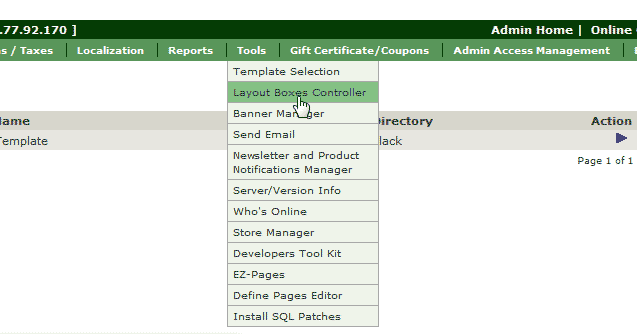 .77.92.170 ] Admin Home | Online
s / Taxes Localization Reports Tools Gift Certificate/Coupons Admin Access Management
Template Selection
Layout Boxes Controller
Name Banner Manager Directory Action
Template Send Email Black
Newsletter and Product
Notifications Manager Page 1 of 1
Server/Version Info
Who's Online
Store Manager
Developers Tool Kit
EZ-Pages
Define Pages Editor
Install SQL Patches